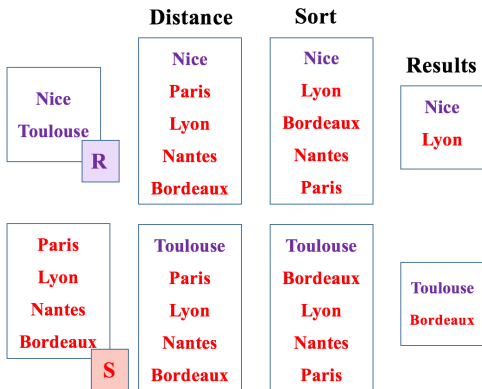 Distance
Sort
Results
Nice
Toulouse
R
Nice
Paris
Lyon
Nantes
Bordeaux
Nice
Lyon
Bordeaux
Nantes
Paris
Nice
Lyon
Paris
Lyon
Nantes
Bordeaux
S
Toulouse
Paris
Lyon
Nantes
Bordeaux
Toulouse
Bordeaux
Lyon
Nantes
Paris
Toulouse
Bordeaux